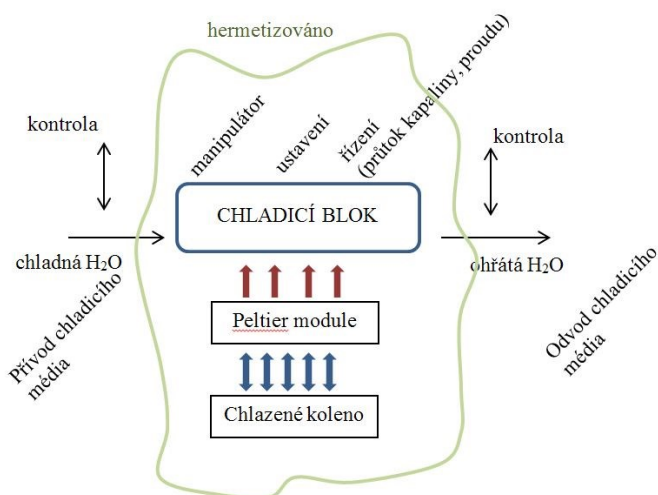 hermetizováno
kontrola
manipulátor
ustavení
řízení
(průtok kapaliny, proudu)
kontrola
CHLADICÍ BLOK
chladná H₂O
ohřátá H₂O
Přívod chladicího
média
Peltier module
Odvod chladicího
média
Chlazené koleno